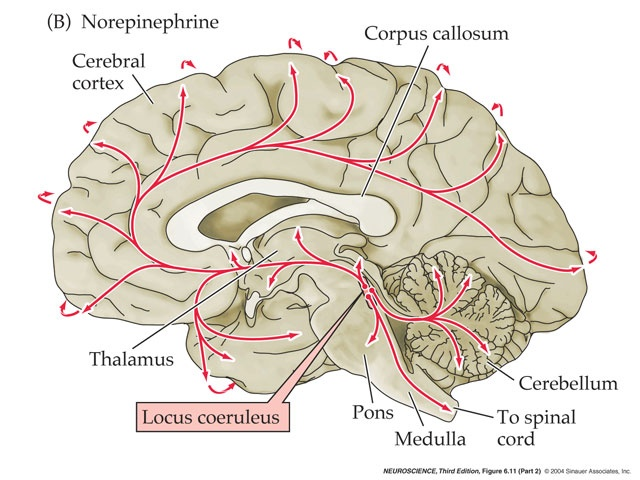 (B) Norepinephrine
Corpus callosum
Cerebral
cortex
Thalamus
Locus coeruleus
Pons
Medulla
To spinal
cord
Cerebellum
NEUROSCIENCE, Third Edition, Figure 6.11 (Part 2) © 2004 Sinauer Associates, Inc.